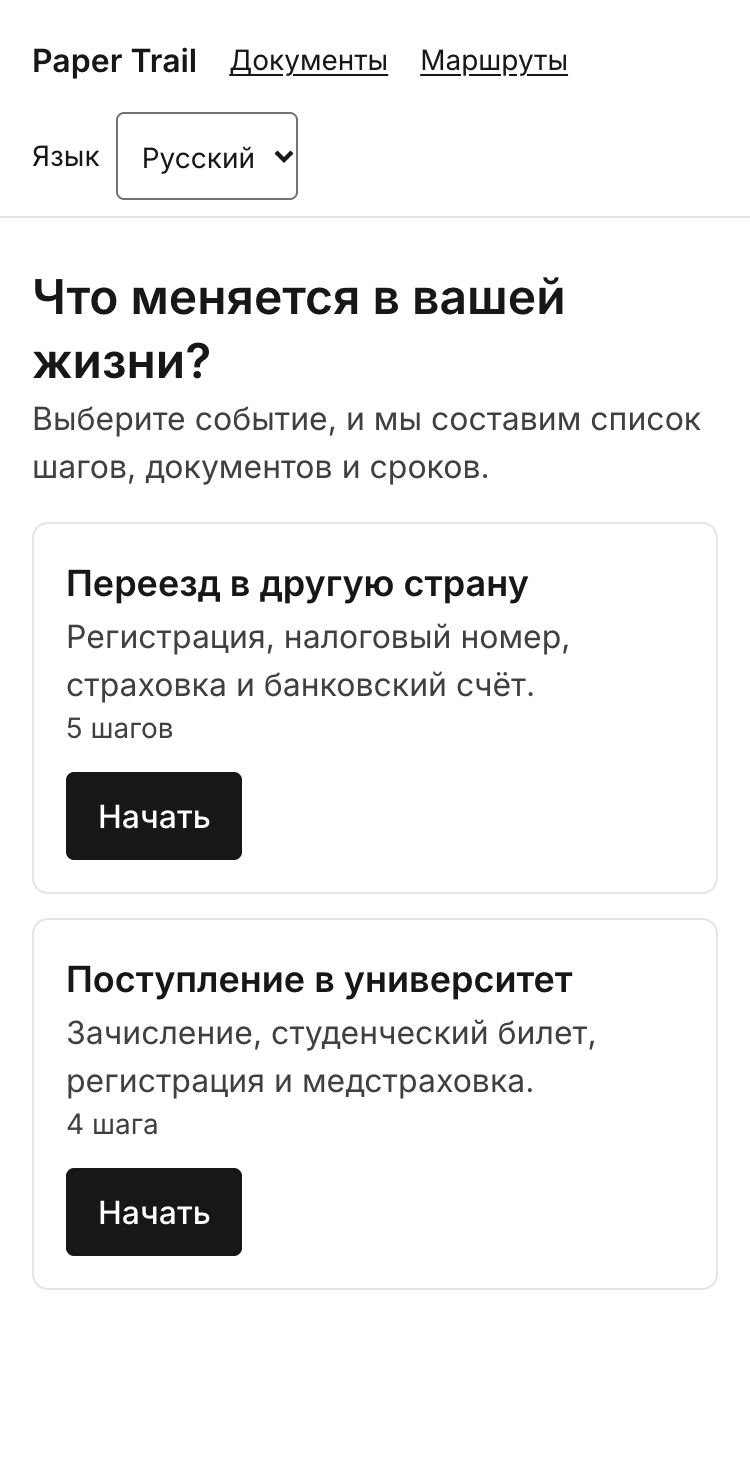 Paper Trail Документы Маршруты
Язык Русский
Что меняется в вашей
жизни?
Выберите событие, и мы составим список
шагов, документов и сроков.
Переезд в другую страну
Регистрация, налоговый номер,
страховка и банковский счёт.
5 шагов
Начать
Поступление в университет
Зачисление, студенческий билет,
регистрация и медстраховка.
4 шага
Начать